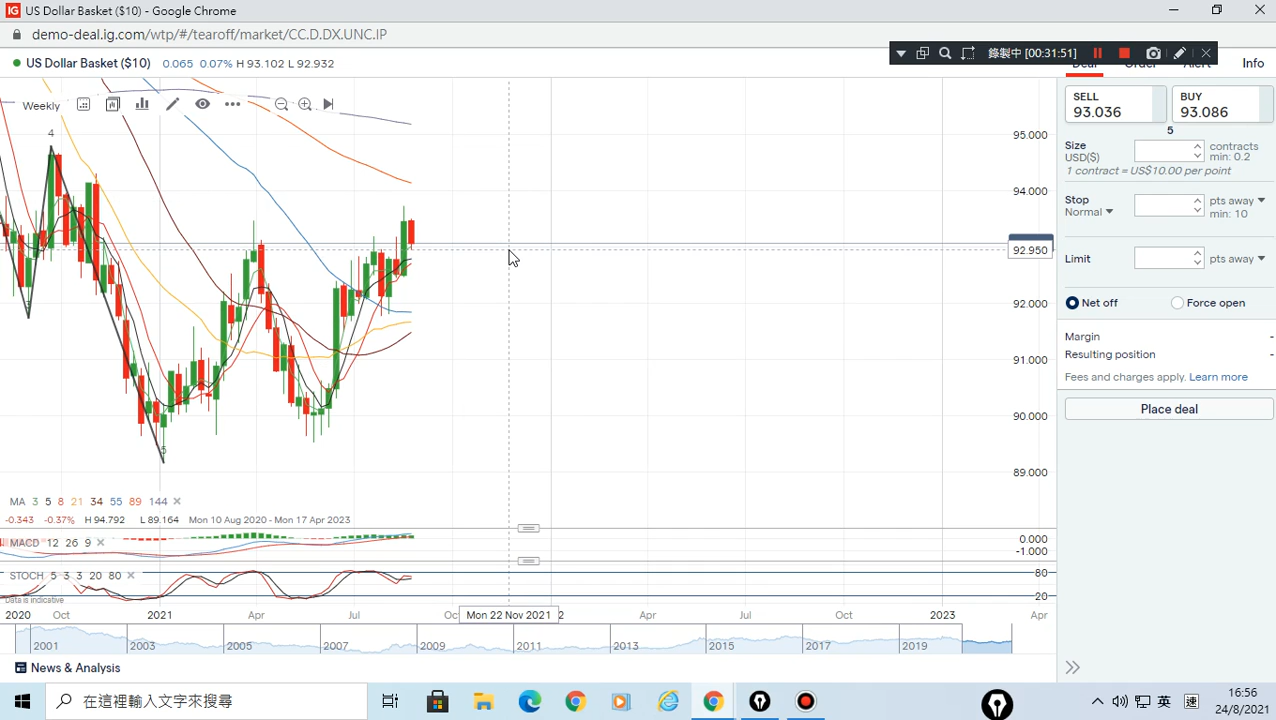 US Dollar Basket ($10) - Google Chrome
demo-deal.ig.com/wtp/#/tearoff/market/CC.D.DX.UNC.IP
US Dollar Basket ($10) 0.065 0.07% H 93.102 L 92.932
錄製中 [00:31:51]
Info
Weekly
SELL
93.036
BUY
93.086
5
Size
USD($)
contracts
min: 0.2
1 contract = US$10.00 per point
Stop
Normal
pts away
min: 10
Limit
pts away
Net off
Force open
Margin -
Resulting position -
Fees and charges apply. Learn more
Place deal
4
5
95.000
94.000
92.950
92.000
91.000
90.000
89.000
MA 3 5 8 21 34 55 89 144
-0.343 -0.37% H 94.792 L 89.164 Mon 10 Aug 2020 - Mon 17 Apr 2023
MACD 12 26 9
0.000
-1.000
STOCH 5 3 3 20 80
80
20
Data is indicative
2020 Oct 2021 Apr Jul Oc Mon 22 Nov 2021 2 Apr Jul Oct 2023 Apr
2001 2003 2005 2007 2009 2011 2013 2015 2017 2019
News & Analysis
在這裡輸入文字來搜尋
英
16:56
24/8/2021